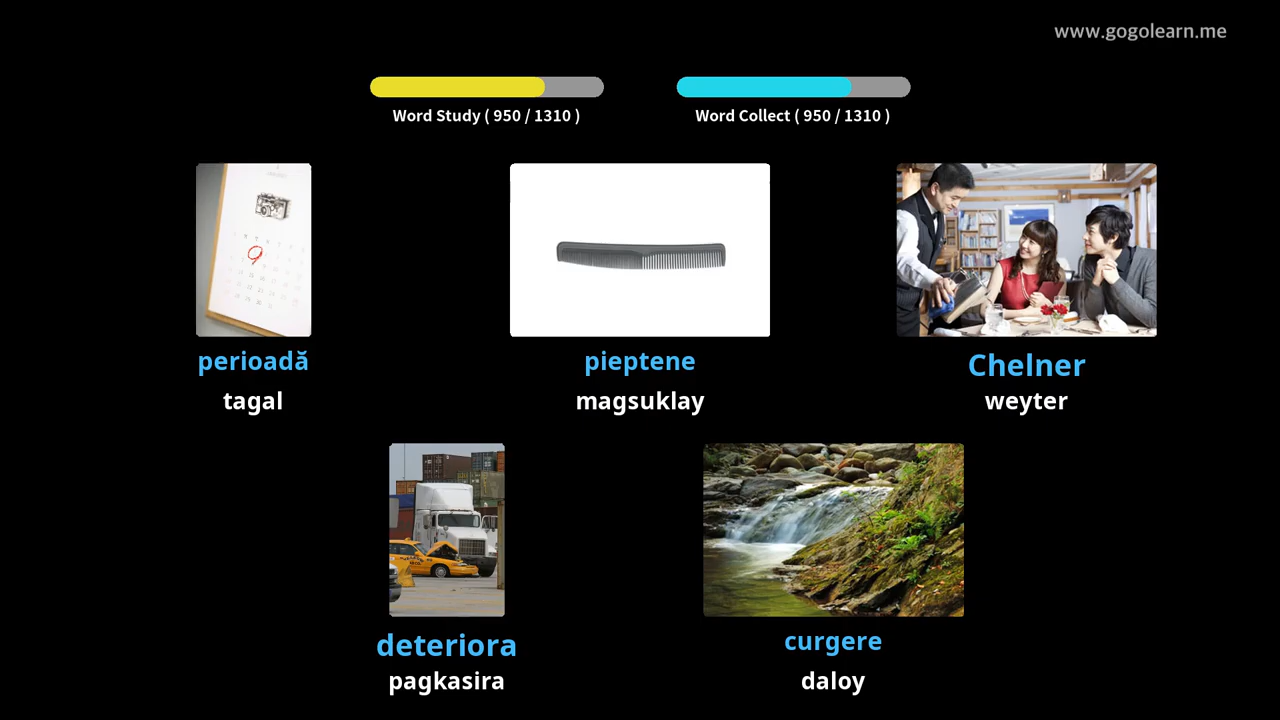 www.gogolearn.me
Word Study ( 950 / 1310 )
Word Collect ( 950 / 1310 )
perioadă
tagal
pieptene
magsuklay
Chelner
weyter
deteriora
pagkasira
curgere
daloy